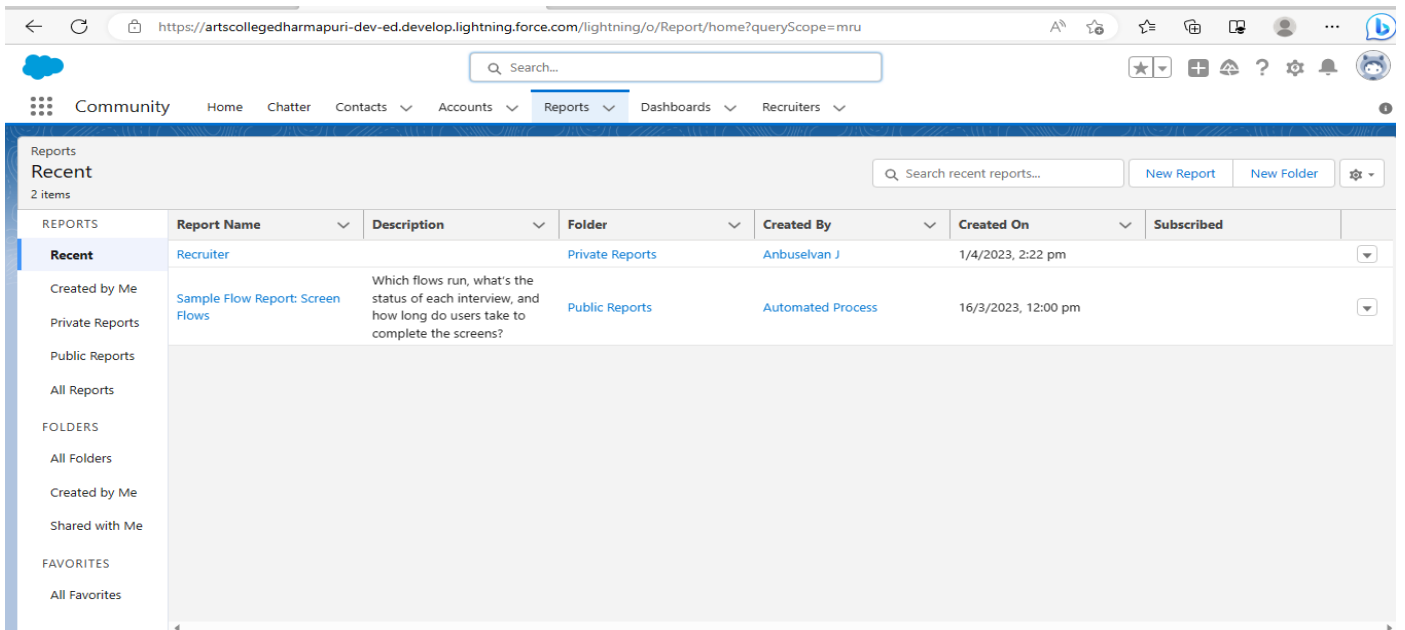 https://artscollegedharmapuri-dev-ed.develop.lightning.force.com/lightning/o/Report/home?queryScope=mru
Search...
Community Home Chatter Contacts Accounts Reports Dashboards Recruiters
Reports
Recent
2 items
Search recent reports...
New Report New Folder
REPORTS Report Name Description Folder Created By Created On Subscribed
Recent Recruiter Private Reports Anbuselvan J 1/4/2023, 2:22 pm
Created by Me
Private Reports
Public Reports
All Reports
Sample Flow Report: Screen
Flows
Which flows run, what's the
status of each interview, and
how long do users take to
complete the screens?
Public Reports Automated Process 16/3/2023, 12:00 pm
FOLDERS
All Folders
Created by Me
Shared with Me
FAVORITES
All Favorites